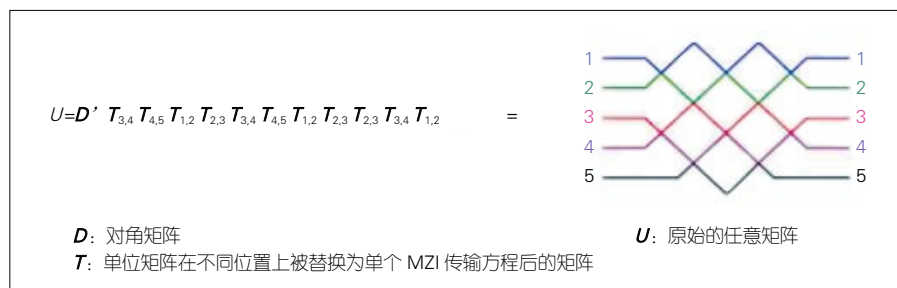 U=D’ T3,4 T4,5 T1,2 T2,3 T3,4 T4,5 T1,2 T2,3 T2,3 T3,4 T1,2 =
1 1
2 2
3 3
4 4
5 5
D：对角矩阵
U：原始的任意矩阵
T：单位矩阵在不同位置上被替换为单个 MZI 传输方程后的矩阵